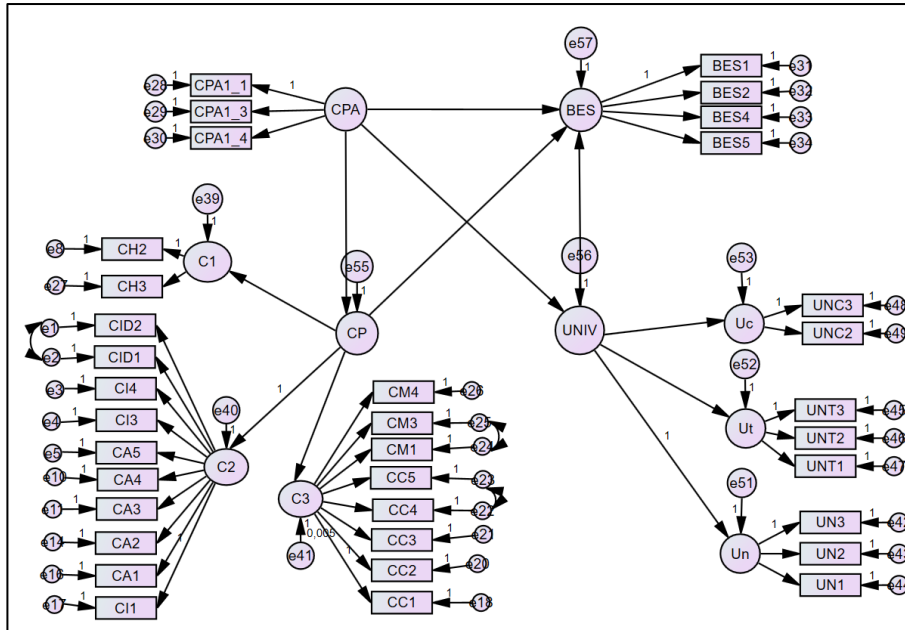 e57
1
e28 1 CPA1_1 1 CPA
e29 1 CPA1_3
e30 1 CPA1_4
BES
1 BES1 1 e31
BES2 1 e32
BES4 1 e33
BES5 1 e34
e39
1
e8 1 CH2 1 C1
e27 1 CH3
e55
1
CP
e56
1
UNIV
e53
1
Uc
1 UNC3 1 e48
UNC2 1 e49
e1 1 CID2
e2 1 CID1
e3 1 CI4
e4 1 CI3
e5 1 CA5
e10 1 CA4
e11 1 CA3
e14 1 CA2
e16 1 CA1
e17 1 CI1
1
e40
1
C2
1
CM4 1 e26
CM3 1 e25
CM1 1 e24
CC5 1 e23
CC4 1 e22
CC3 1 e21
CC2 1 e20
CC1 1 e18
C3
1
0,005
e41
1
e52
1
Ut
1 UNT3 1 e45
UNT2 1 e46
UNT1 1 e47
1
e51
1
Un
1 UN3 1 e42
UN2 1 e43
UN1 1 e44